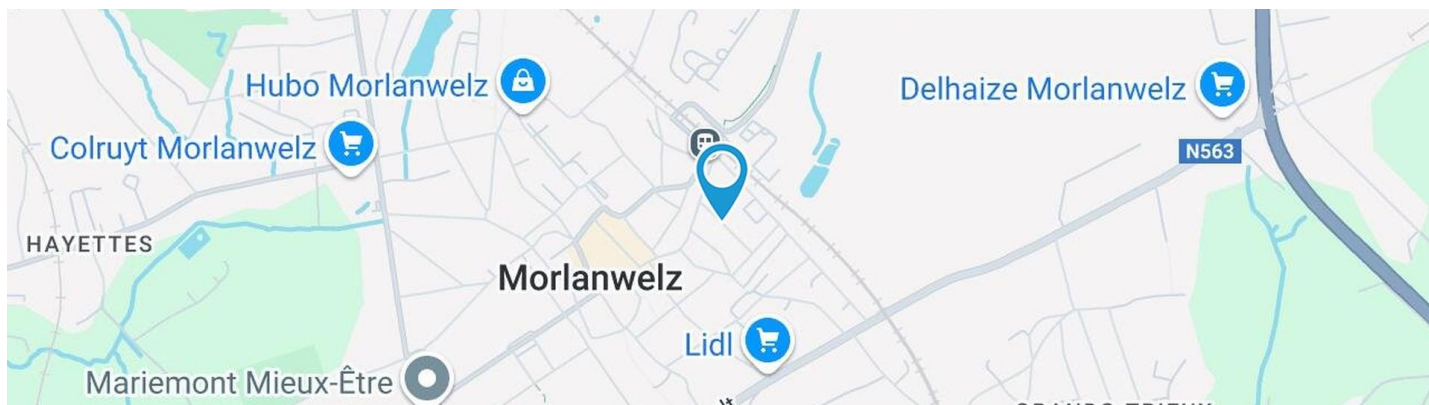 Hubo Morlanwelz
Delhaize Morlanwelz
Colruyt Morlanwelz
N563
HAYETTES
Morlanwelz
Lidl
Mariemont Mieux-Être